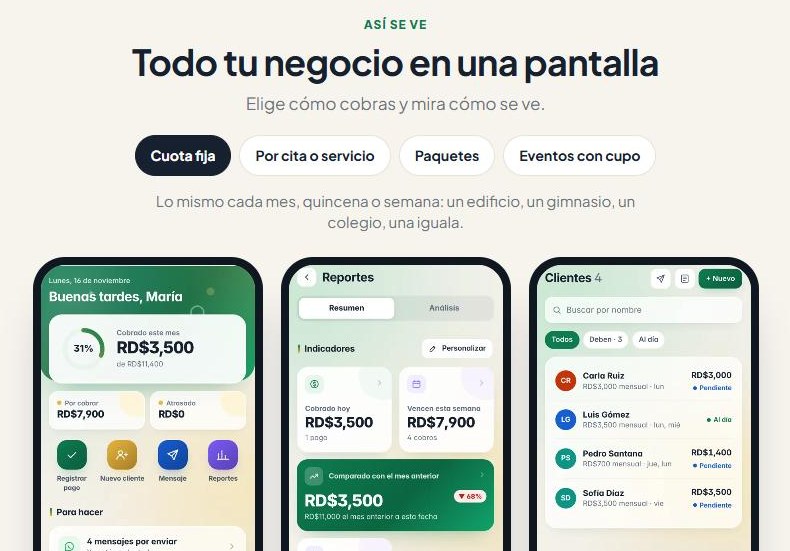 ASÍ SE VE
Todo tu negocio en una pantalla
Elige cómo cobras y mira cómo se ve.
Cuota fija
Por cita o servicio
Paquetes
Eventos con cupo
Lo mismo cada mes, quincena o semana: un edificio, un gimnasio, un
colegio, una iguala.
Lunes, 16 de noviembre
Buenas tardes, María
31%
Cobrado este mes
RD$3,500
de RD$11,400
Por cobrar
RD$7,900
Atrasado
RD$0
Registrar
pago
Nuevo cliente
Mensaje
Reportes
Para hacer
4 mensajes por enviar
Reportes
Resumen
Análisis
Indicadores
Personalizar
Cobrado hoy
RD$3,500
1 pago
Vencen esta semana
RD$7,900
4 cobros
Comparado con el mes anterior
RD$3,500
▼ 68%
RD$11,000 el mes anterior a esta fecha
Clientes 4
+ Nuevo
Buscar por nombre
Todos
Deben · 3
Al día
CR
Carla Ruiz
RD$3,000 mensual · lun
RD$3,000
Pendiente
LG
Luis Gómez
RD$3,500 mensual · lun, mié
Al día
PS
Pedro Santana
RD$700 mensual · jue, lun
RD$1,400
Pendiente
SD
Sofía Díaz
RD$3,500 mensual · vie
RD$3,500
Pendiente